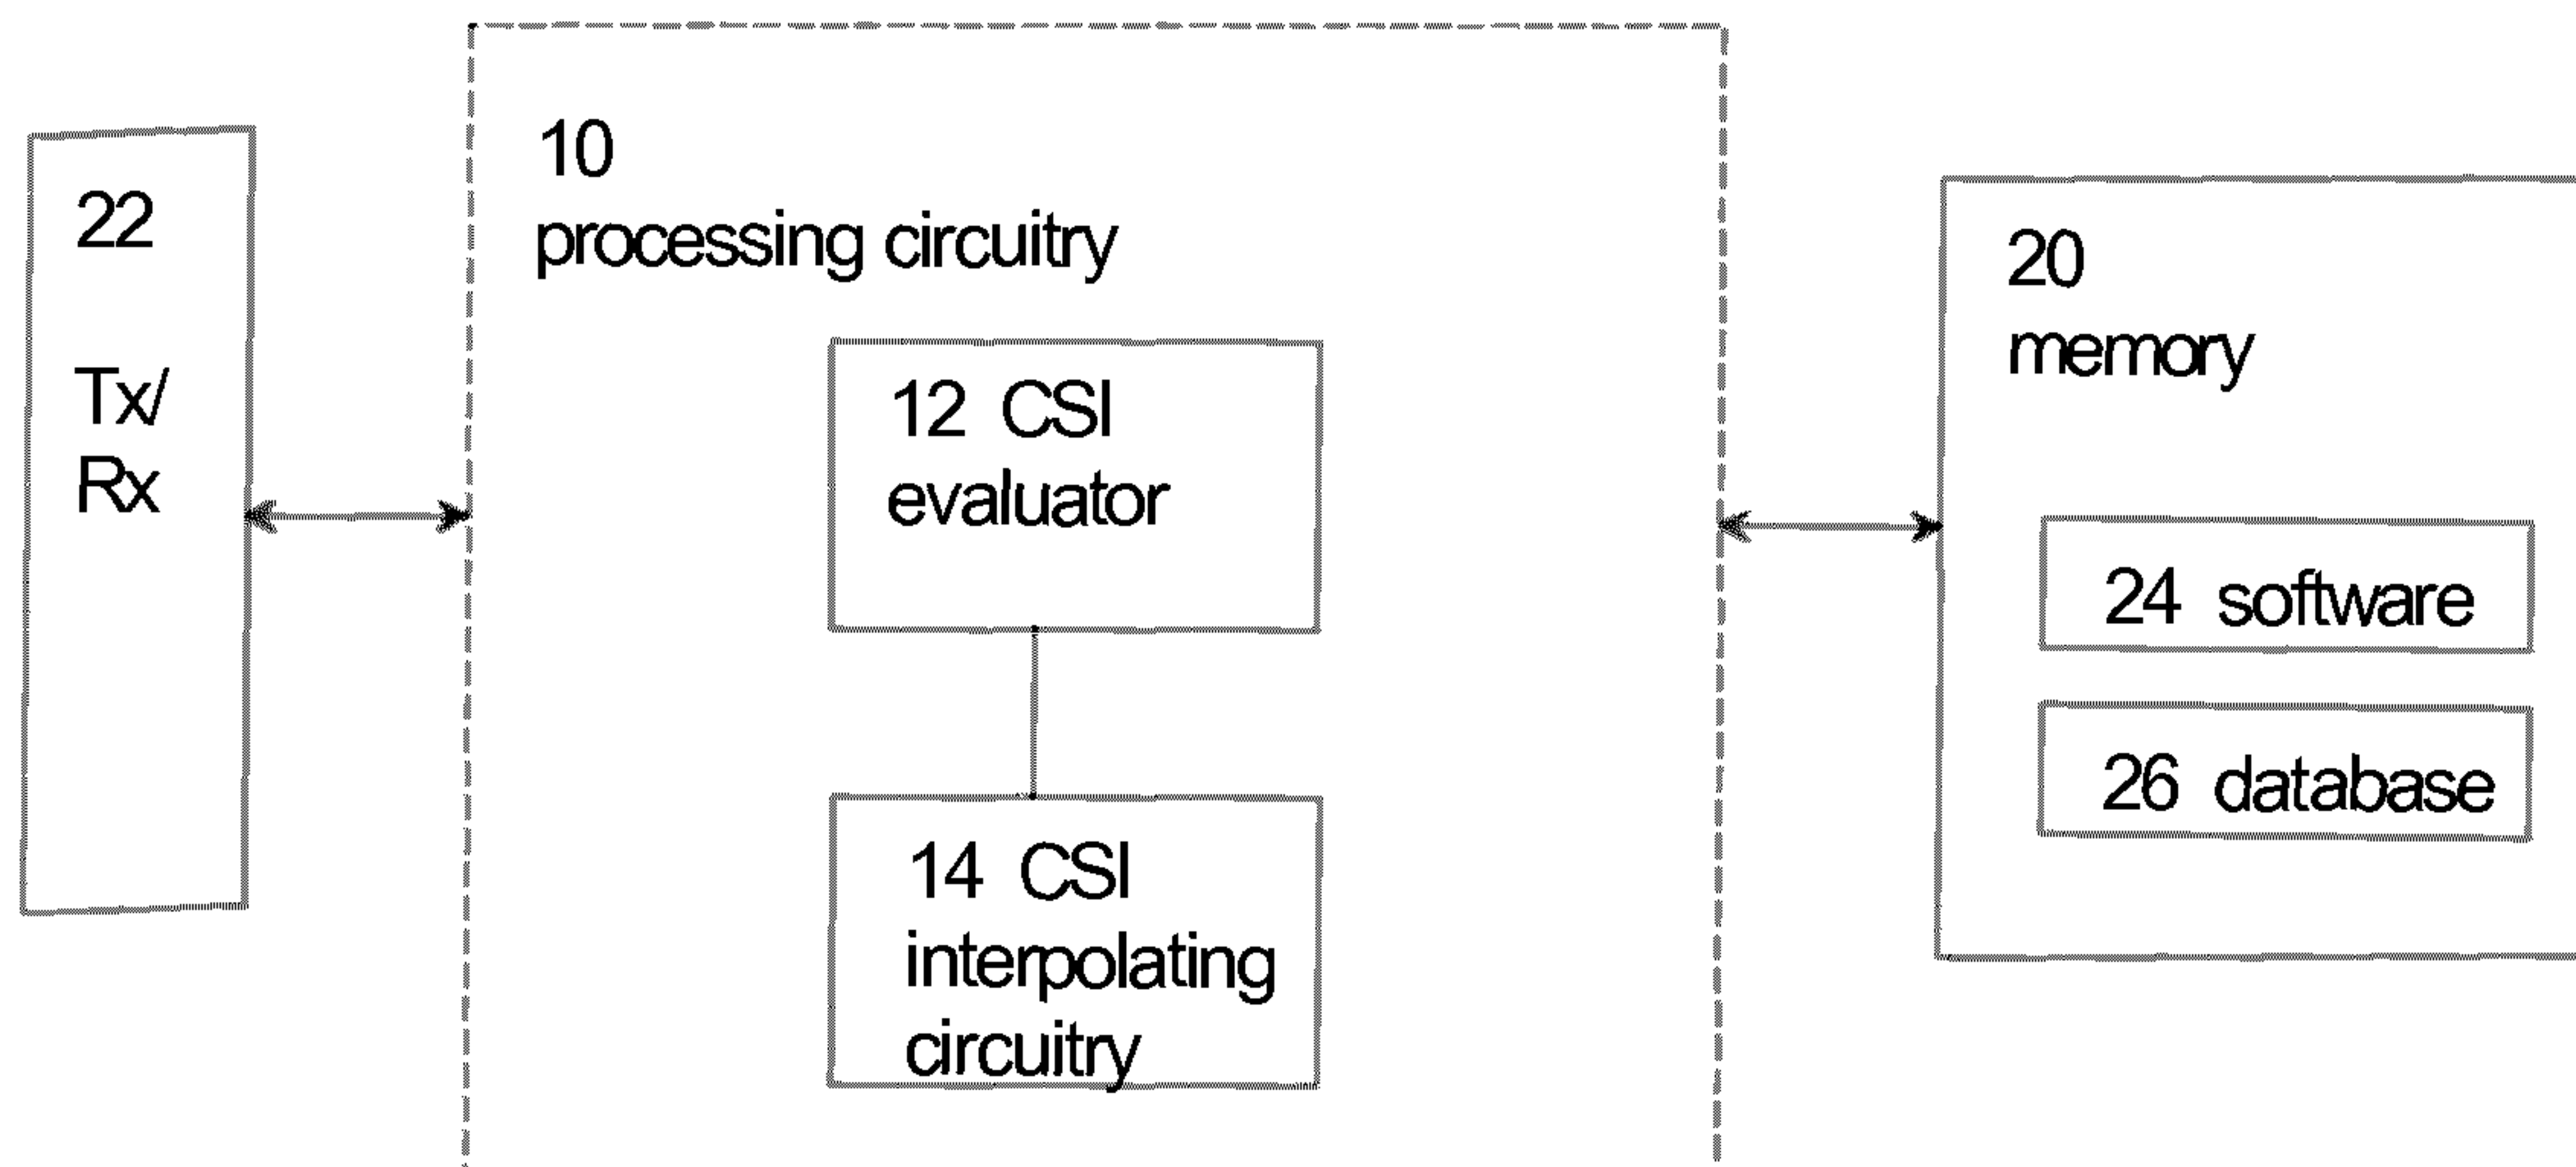 22
Tx/
Rx
10
processing circuitry
12 CSI
evaluator
14 CSI
interpolating
circuitry
20
memory
24 software
26 database